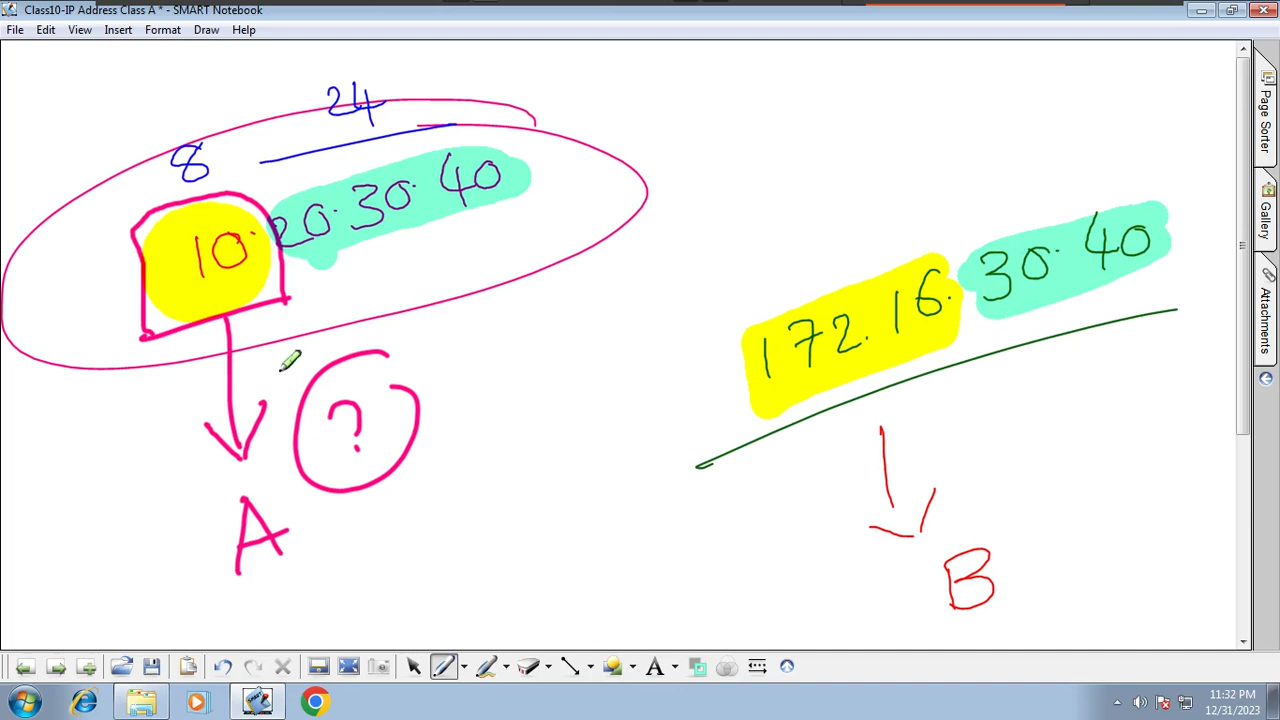 Class10-IP Address Class A * - SMART Notebook
File Edit View Insert Format Draw Help
24
8
10.20.30.40
172.16.30.40
?
A
B
Page Sorter
Gallery
Attachments
A
11:32 PM
12/31/2023